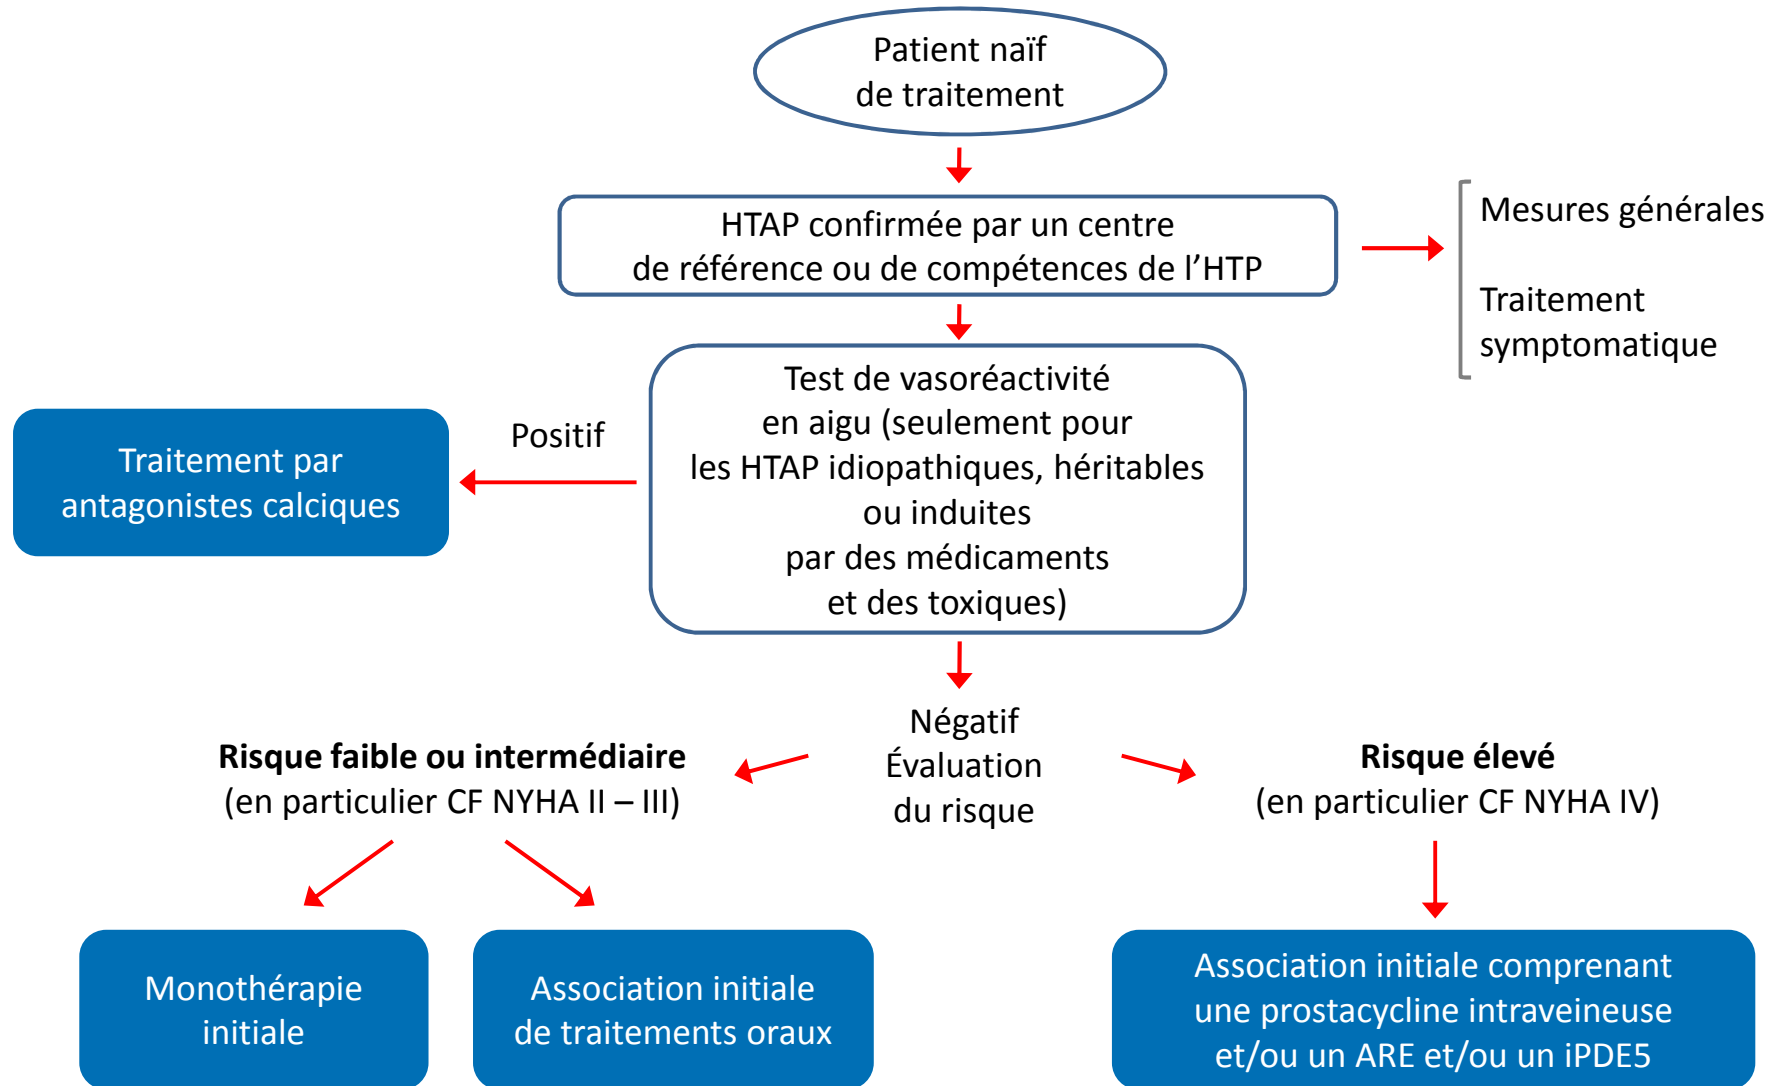 Patient naïf
de traitement
HTAP confirmée par un centre
de référence ou de compétences de l’HTP
Mesures générales
Traitement
symptomatique
Test de vasoréactivité
en aigu (seulement pour
les HTAP idiopathiques, héritables
ou induites
par des médicaments
et des toxiques)
Positif
Traitement par
antagonistes calciques
Négatif
Évaluation
du risque
Risque faible ou intermédiaire
(en particulier CF NYHA II – III)
Risque élevé
(en particulier CF NYHA IV)
Monothérapie
initiale
Association initiale
de traitements oraux
Association initiale comprenant
une prostacycline intraveineuse
et/ou un ARE et/ou un iPDE5